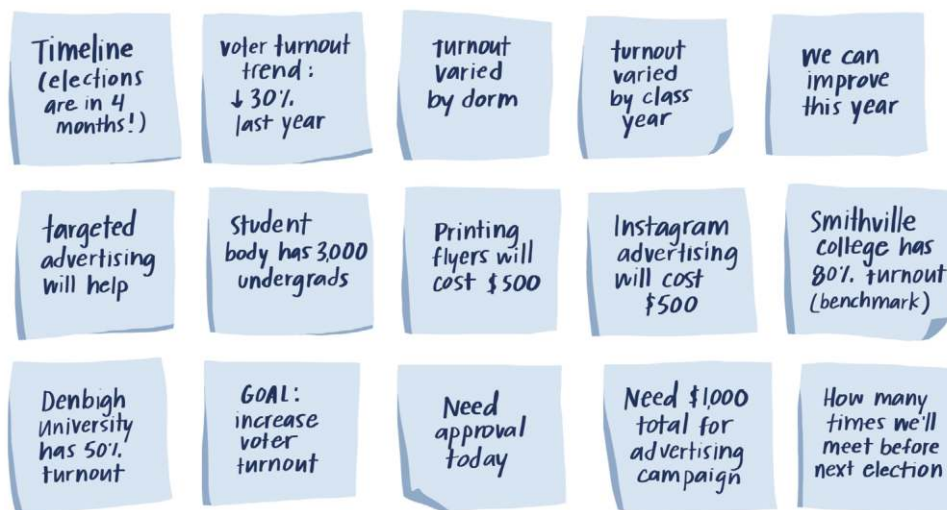 Timeline
(elections
are in 4
months!)
voter turnout
trend:
↓ 30%
last year
turnout
varied
by dorm
turnout
varied
by class
year
we can
improve
this year
targeted
advertising
will help
Student
body has 3,000
undergrads
Printing
flyers will
cost $500
Instagram
advertising
will cost
$500
Smithville
college has
80% turnout
(benchmark)
Denbigh
University
has 50%
turnout
GOAL:
increase
voter
turnout
Need
approval
today
Need $1,000
total for
advertising
campaign
How many
times we'll
meet before
next election